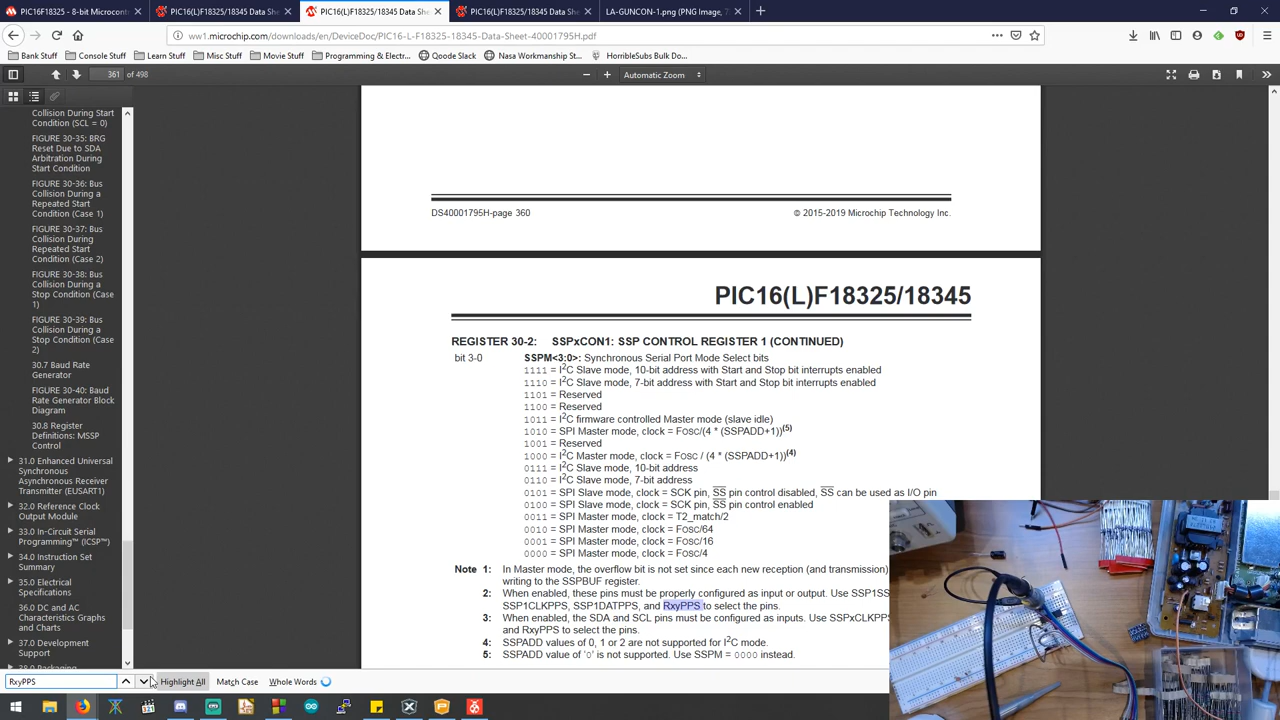 PIC16F18325 - 8-bit Microcont
PIC16(L)F18325/18345 Data She
PIC16(L)F18325/18345 Data She
PIC16(L)F18325/18345 Data She
LA-GUNCON-1.png (PNG Image, 7
ww1.microchip.com/downloads/en/DeviceDoc/PIC16-L-F18325-18345-Data-Sheet-40001795H.pdf
Bank Stuff
Console Stuff
Learn Stuff
Misc Stuff
Movie Stuff
Programming & Electr...
Qoode Slack
Nasa Workmanship St...
HorribleSubs Bulk Do...
361 of 498
Automatic Zoom
Collision During Start
Condition (SCL = 0)
FIGURE 30-35: BRG
Reset Due to SDA
Arbitration During
Start Condition
FIGURE 30-36: Bus
Collision During a
Repeated Start
Condition (Case 1)
FIGURE 30-37: Bus
Collision During
Repeated Start
Condition (Case 2)
FIGURE 30-38: Bus
Collision During a
Stop Condition (Case
1)
FIGURE 30-39: Bus
Collision During a
Stop Condition (Case
2)
30.7 Baud Rate
Generator
FIGURE 30-40: Baud
Rate Generator Block
Diagram
30.8 Register
Definitions: MSSP
Control
31.0 Enhanced Universal
Synchronous
Asynchronous Receiver
Transmitter (EUSART1)
32.0 Reference Clock
Output Module
33.0 In-Circuit Serial
Programming™ (ICSP™)
34.0 Instruction Set
Summary
35.0 Electrical
Specifications
36.0 DC and AC
Characteristics Graphs
and Charts
37.0 Development
Support
38.0 Packaging
DS40001795H-page 360
© 2015-2019 Microchip Technology Inc.
PIC16(L)F18325/18345
REGISTER 30-2: SSPxCON1: SSP CONTROL REGISTER 1 (CONTINUED)
bit 3-0 SSPM<3:0>: Synchronous Serial Port Mode Select bits
1111 = I2C Slave mode, 10-bit address with Start and Stop bit interrupts enabled
1110 = I2C Slave mode, 7-bit address with Start and Stop bit interrupts enabled
1101 = Reserved
1100 = Reserved
1011 = I2C firmware controlled Master mode (slave idle)
1010 = SPI Master mode, clock = FOSC/(4 * (SSPADD+1))(5)
1001 = Reserved
1000 = I2C Master mode, clock = FOSC / (4 * (SSPADD+1))(4)
0111 = I2C Slave mode, 10-bit address
0110 = I2C Slave mode, 7-bit address
0101 = SPI Slave mode, clock = SCK pin, SS pin control disabled, SS can be used as I/O pin
0100 = SPI Slave mode, clock = SCK pin, SS pin control enabled
0011 = SPI Master mode, clock = T2_match/2
0010 = SPI Master mode, clock = FOSC/64
0001 = SPI Master mode, clock = FOSC/16
0000 = SPI Master mode, clock = FOSC/4
Note 1: In Master mode, the overflow bit is not set since each new reception (and transmission)
writing to the SSPBUF register.
2: When enabled, these pins must be properly configured as input or output. Use SSP1SS
SSP1CLKPPS, SSP1DATPPS, and RxyPPS to select the pins.
3: When enabled, the SDA and SCL pins must be configured as inputs. Use SSPxCLKPPS
and RxyPPS to select the pins.
4: SSPADD values of 0, 1 or 2 are not supported for I2C mode.
5: SSPADD value of '0' is not supported. Use SSPM = 0000 instead.
RxyPPS
Highlight All
Match Case
Whole Words